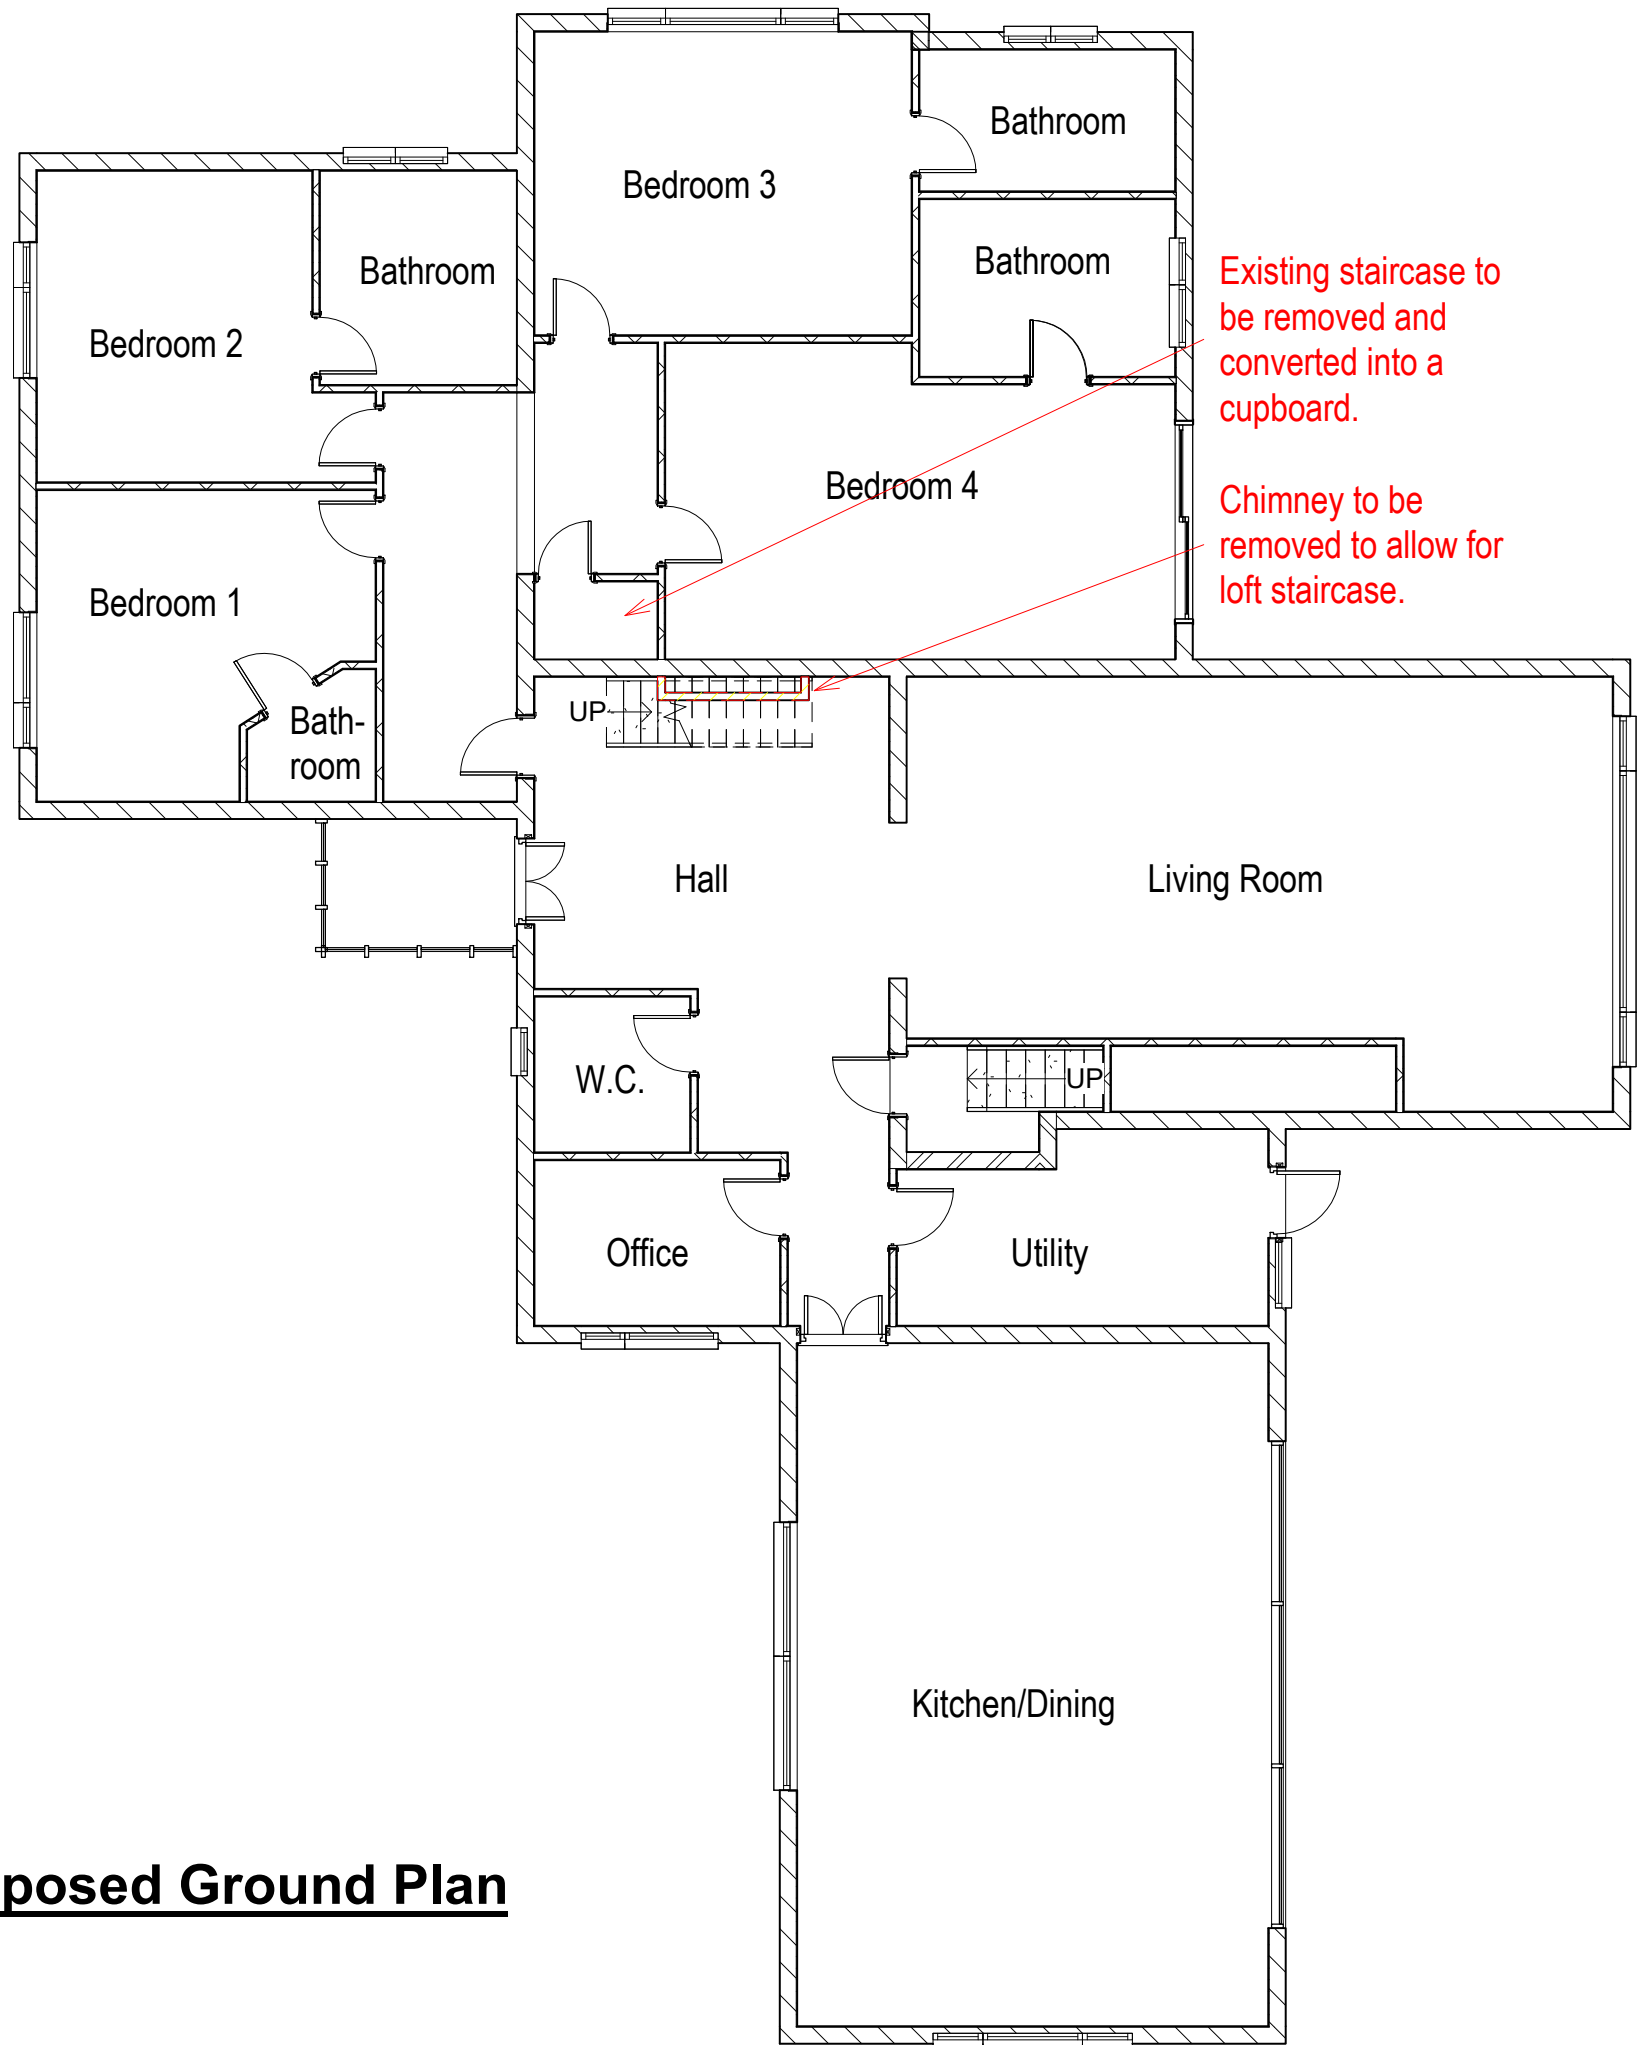 Bathroom
Bedroom 3
Bathroom
Bathroom
Existing staircase to
be removed and
converted into a
cupboard.
Bedroom 2
Bedroom 4
Chimney to be
removed to allow for
loft staircase.
Bedroom 1
Bath-
room
UP
Hall
Living Room
W.C.
UP
Office
Utility
Kitchen/Dining
posed Ground Plan